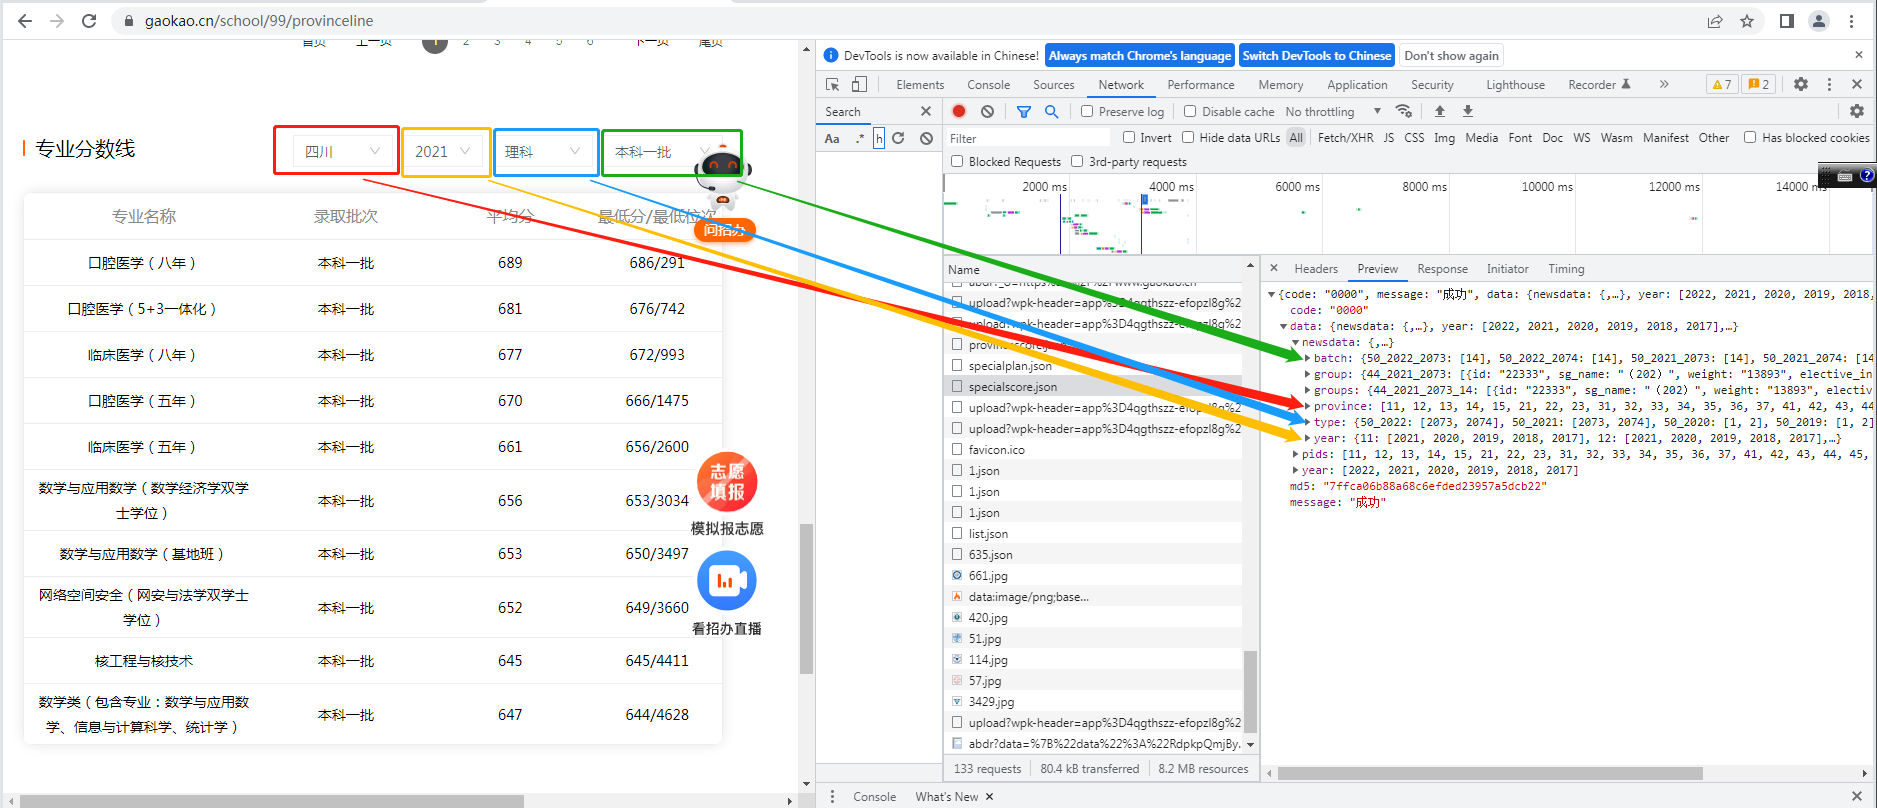 gaokao.cn/school/99/provinceline
首页 上一页 1 2 3 4 5 6 下一页 尾页
专业分数线
四川 2021 理科 本科一批
问招办
专业名称 录取批次 平均分 最低分/最低位次
口腔医学（八年） 本科一批 689 686/291
口腔医学（5+3一体化） 本科一批 681 676/742
临床医学（八年） 本科一批 677 672/993
口腔医学（五年） 本科一批 670 666/1475
临床医学（五年） 本科一批 661 656/2600
数学与应用数学（数学经济学双学
士学位） 本科一批 656 653/3034
数学与应用数学（基地班） 本科一批 653 650/3497
网络空间安全（网安与法学双学士
学位） 本科一批 652 649/3660
核工程与核技术 本科一批 645 645/4411
数学类（包含专业：数学与应用数
学、信息与计算科学、统计学） 本科一批 647 644/4628
志愿
填报
模拟报志愿
看招办直播
DevTools is now available in Chinese! Always match Chrome's language Switch DevTools to Chinese Don't show again
Elements Console Sources Network Performance Memory Application Security Lighthouse Recorder 7 2
Search
Preserve log Disable cache No throttling
Aa .* h
Filter Invert Hide data URLs All Fetch/XHR JS CSS Img Media Font Doc WS Wasm Manifest Other Has blocked cookies
Blocked Requests 3rd-party requests
2000 ms 4000 ms 6000 ms 8000 ms 10000 ms 12000 ms 14000 ms
Name
upload?wpk-header=app%3D4qgthszz-efopzl8g%2
upload?wpk-header=app%3D4qgthszz-efopzl8g%2
provincescore.json
specialplan.json
specialscore.json
upload?wpk-header=app%3D4qgthszz-efopzl8g%2
upload?wpk-header=app%3D4qgthszz-efopzl8g%2
favicon.ico
1.json
1.json
1.json
list.json
635.json
661.jpg
data:image/png;base...
420.jpg
51.jpg
114.jpg
57.jpg
3429.jpg
upload?wpk-header=app%3D4qgthszz-efopzl8g%2
abdr?data=%7B%22data%22%3A%22RdpkpQmjBy.
133 requests 80.4 kB transferred 8.2 MB resources
Headers Preview Response Initiator Timing
{code: "0000", message: "成功", data: {newsdata: {,…}, year: [2022, 2021, 2020, 2019, 2018,
code: "0000"
data: {newsdata: {,…}, year: [2022, 2021, 2020, 2019, 2018, 2017],…}
newsdata: {,…}
batch: {50_2022_2073: [14], 50_2022_2074: [14], 50_2021_2073: [14], 50_2021_2074: [14
group: {44_2021_2073: [{id: "22333", sg_name: "（202）", weight: "13893", elective_in
groups: {44_2021_2073_14: [{id: "22333", sg_name: "（202）", weight: "13893", electiv
province: [11, 12, 13, 14, 15, 21, 22, 23, 31, 32, 33, 34, 35, 36, 37, 41, 42, 43, 44
type: {50_2022: [2073, 2074], 50_2021: [2073, 2074], 50_2020: [1, 2], 50_2019: [1, 2]
year: {11: [2021, 2020, 2019, 2018, 2017], 12: [2021, 2020, 2019, 2018, 2017],…}
pids: [11, 12, 13, 14, 15, 21, 22, 23, 31, 32, 33, 34, 35, 36, 37, 41, 42, 43, 44, 45,
year: [2022, 2021, 2020, 2019, 2018, 2017]
md5: "7ffca06b88a68c6efded23957a5dcb22"
message: "成功"
Console What's New